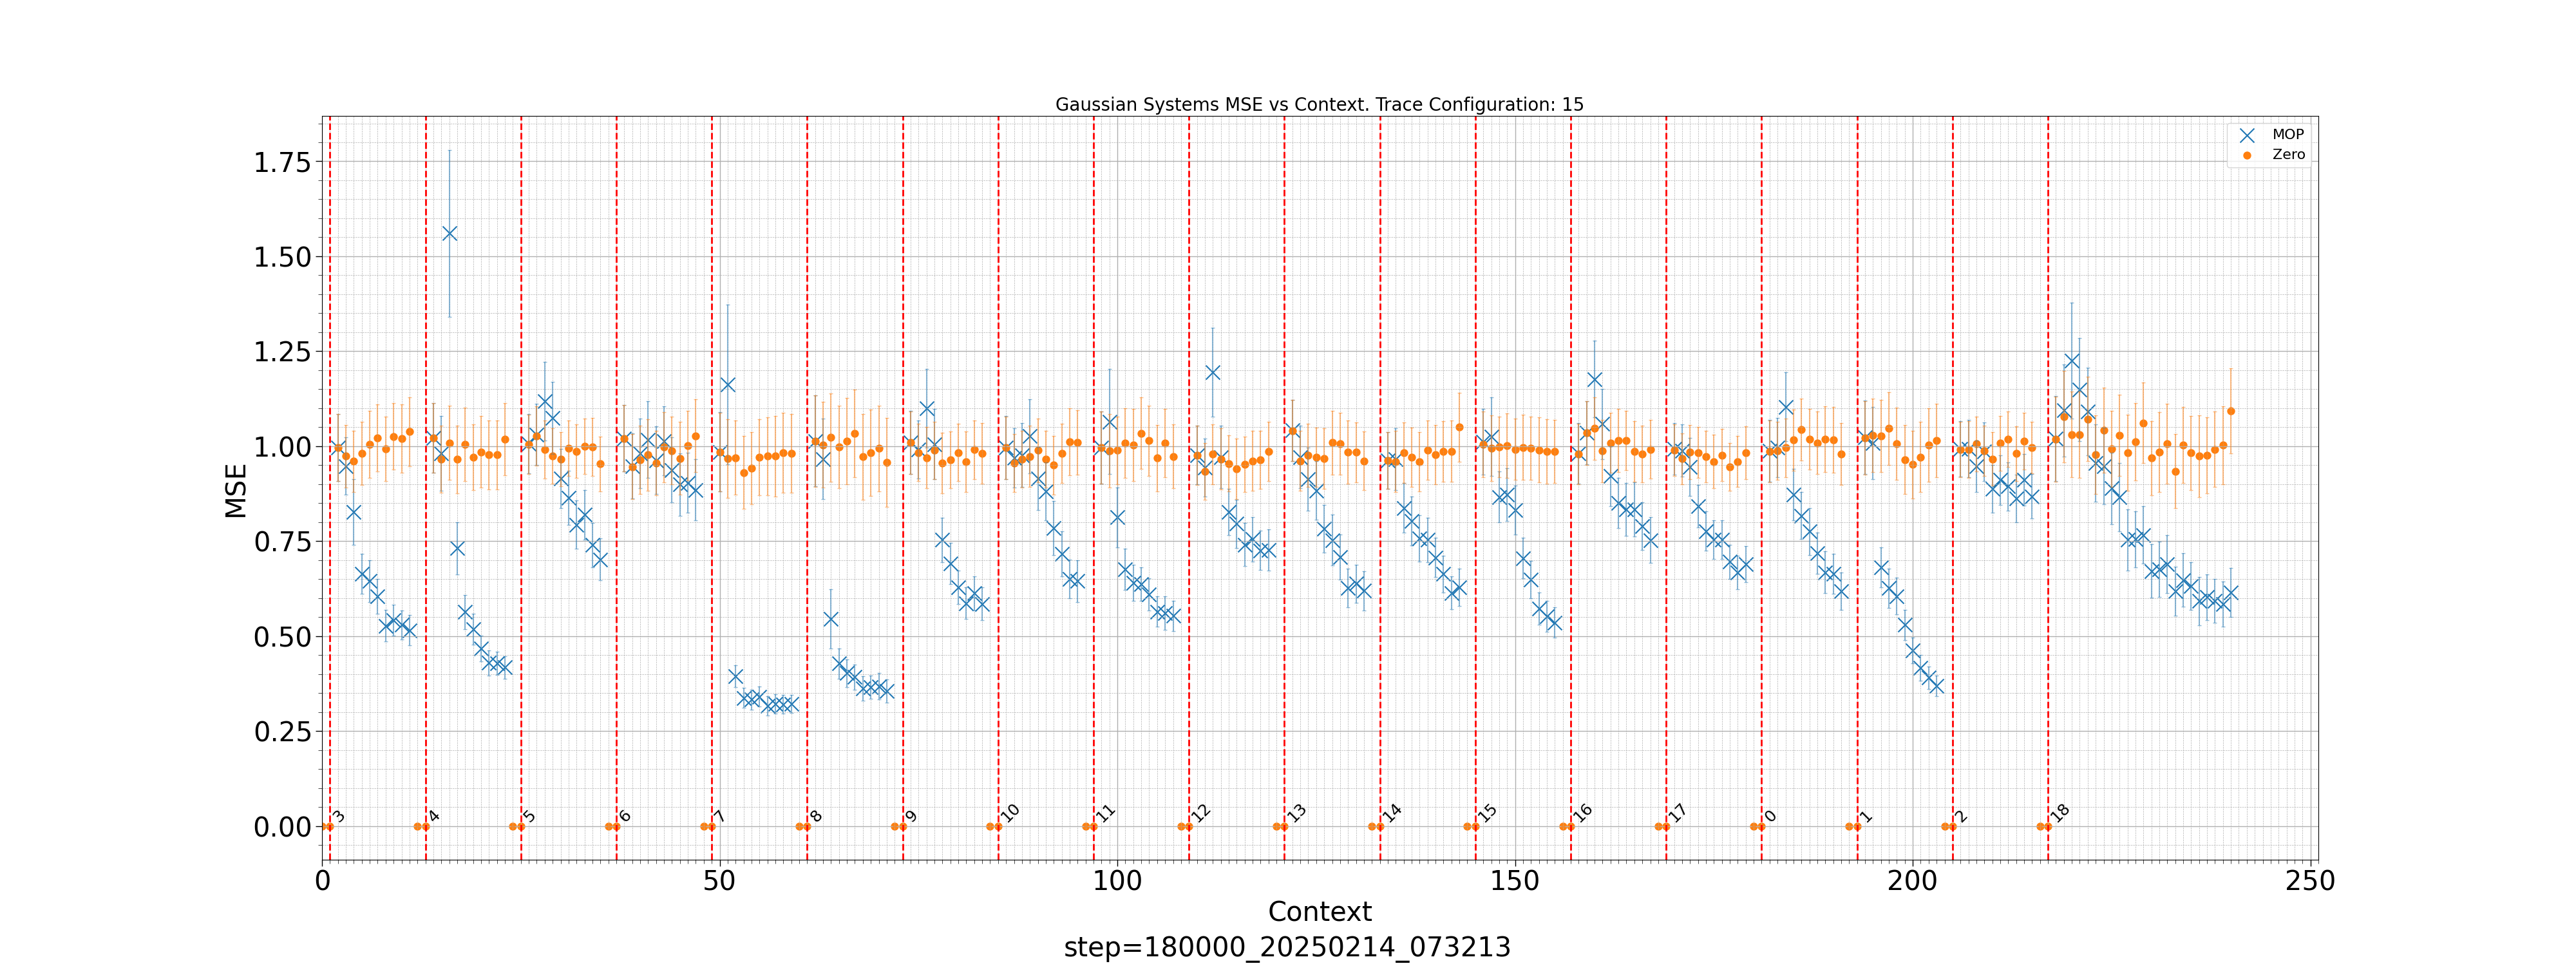 Gaussian Systems MSE vs Context. Trace Configuration: 15
MOP
Zero
1.75
1.50
1.25
1.00
0.75
0.50
0.25
0.00
MSE
3 4 5 6 7 8 9 10 11 12 13 14 15 16 17 0 1 2 18
0 50 100 150 200 250
Context
step=180000_20250214_073213